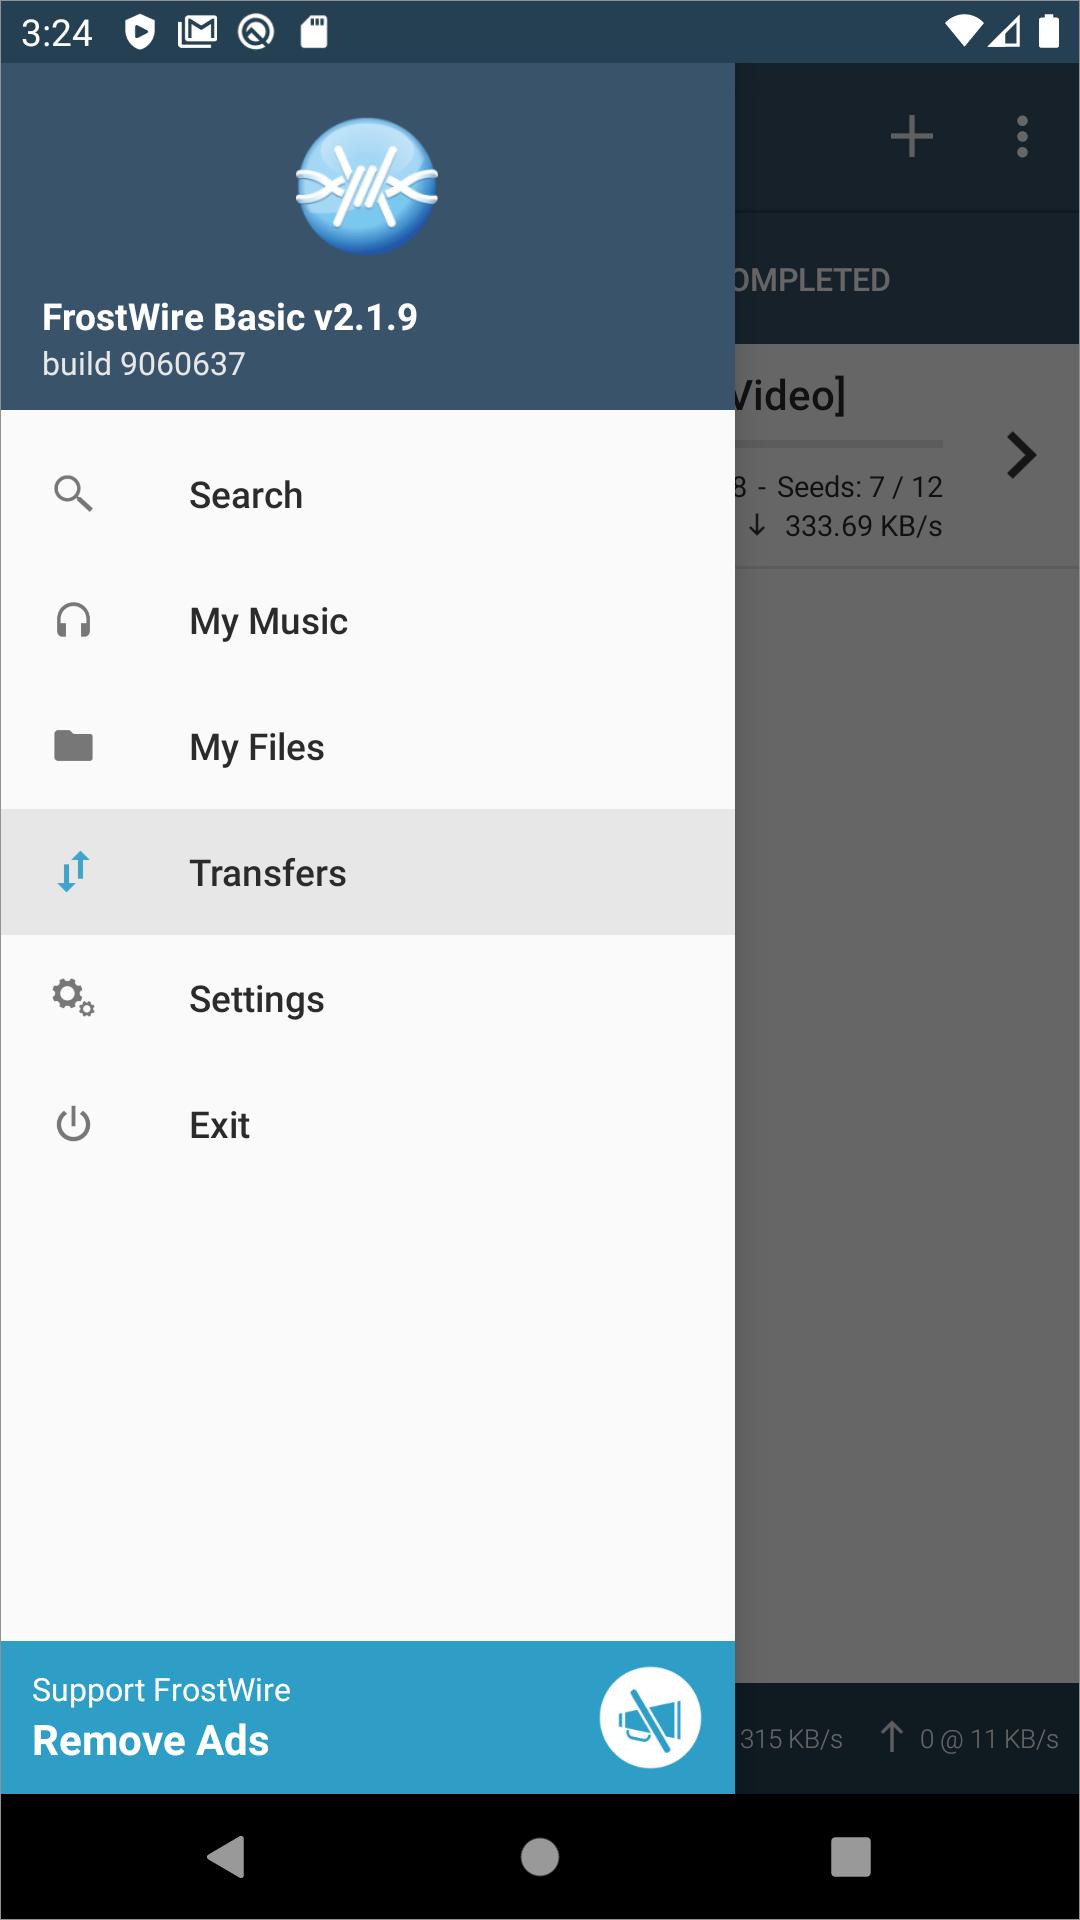 3:24
FrostWire Basic v2.1.9
build 9060637
OMPLETED
Video]
8 - Seeds: 7 / 12
333.69 KB/s
Search
My Music
My Files
Transfers
Settings
Exit
Support FrostWire
Remove Ads
315 KB/s 0 @ 11 KB/s